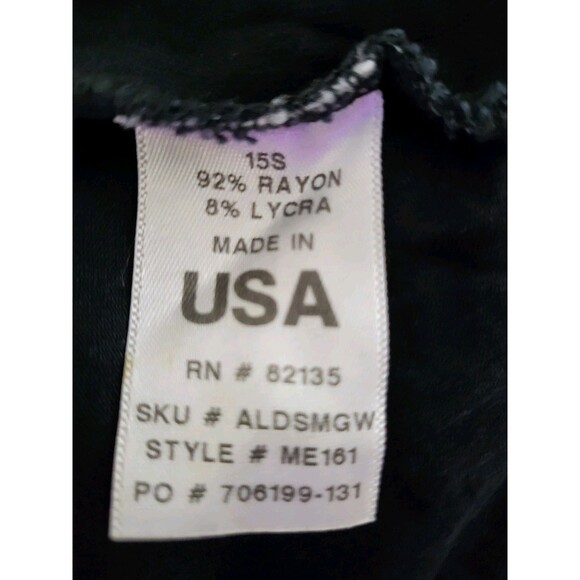 15S
92% RAYON
8% LYCRA
MADE IN
USA
RN # 82135
SKU # ALDSMGW
STYLE # ME161
PO # 706199-131